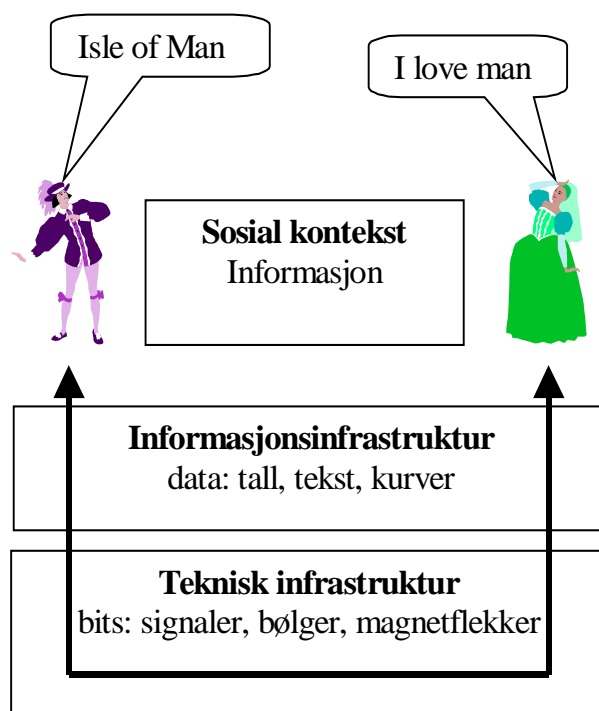 Isle of Man
I love man
Sosial kontekst
Informasjon
Informasjonsinfrastruktur
data: tall, tekst, kurver
Teknisk infrastruktur
bits: signaler, bølger, magnetflekker